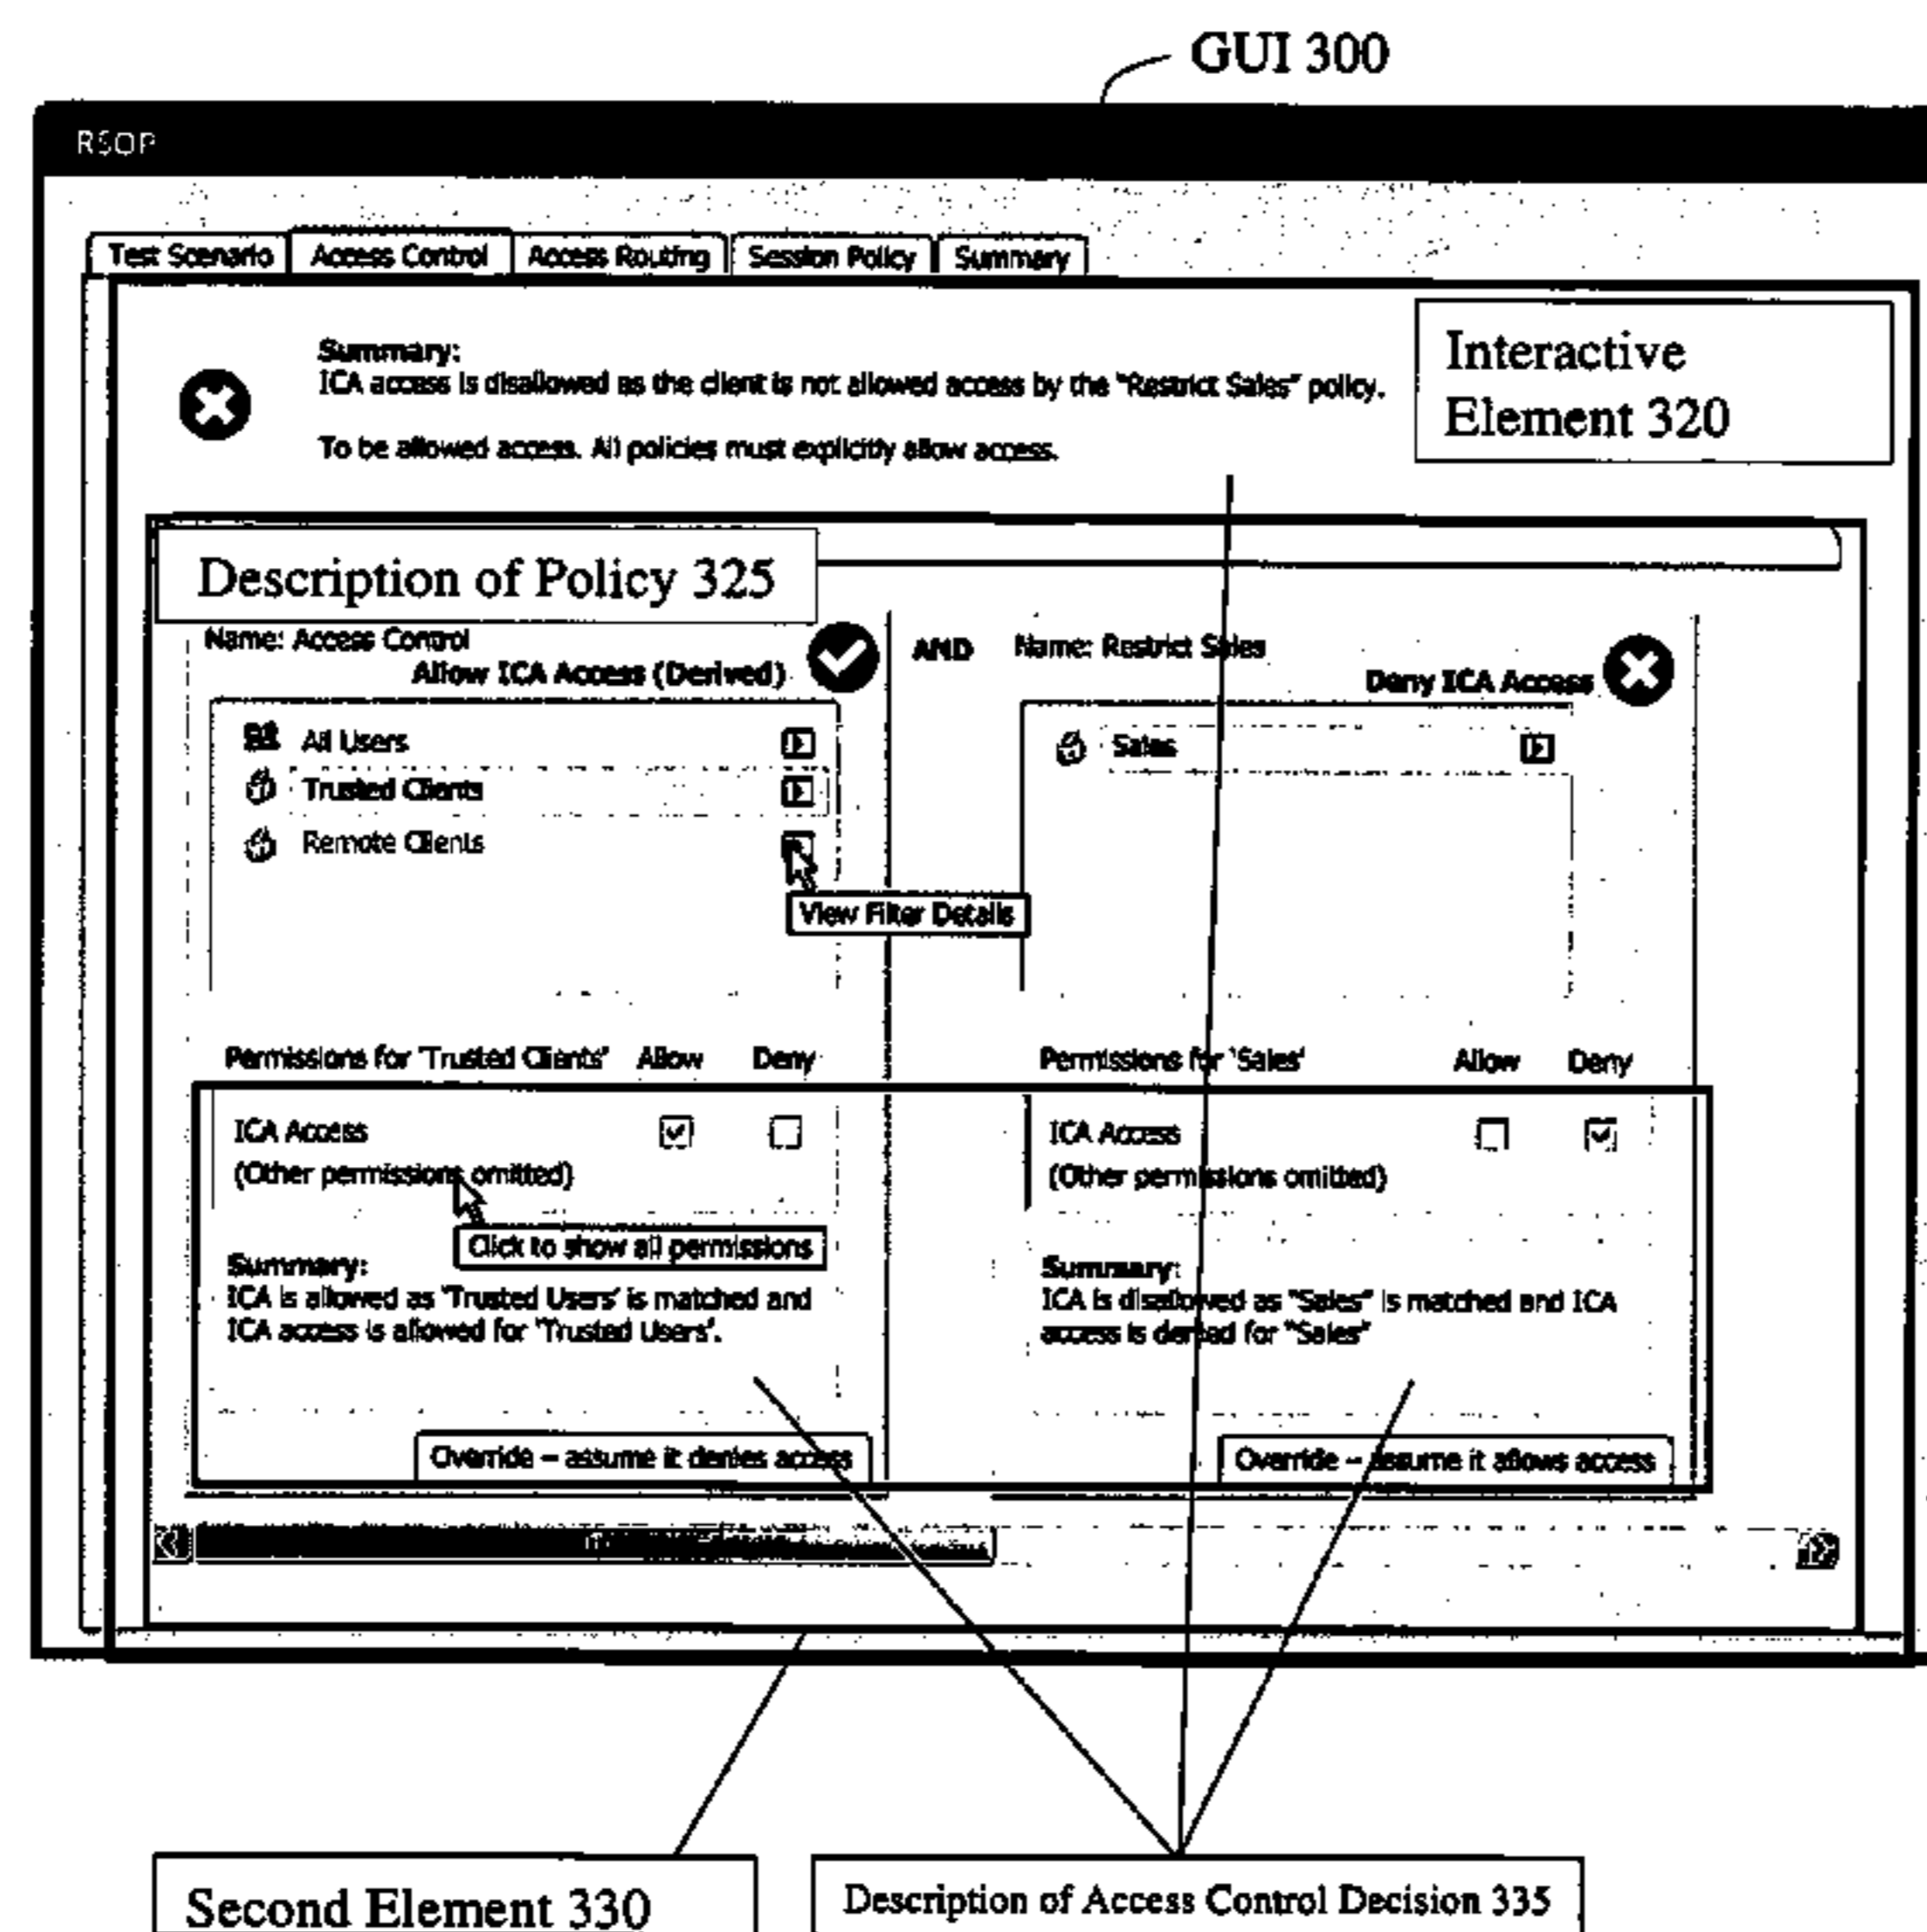 GUI 300
RSOP
Test Scenario Access Control Access Routing Session Policy Summary
Interactive
Element 320
Summary:
ICA access is disallowed as the client is not allowed access by the "Restrict Sales" policy.
To be allowed access. All policies must explicitly allow access.
Description of Policy 325
Name: Access Control
Allow ICA Access (Derived)
AND
Name: Restrict Sales
Deny ICA Access
All Users
Trusted Clients
Remote Clients
View Filter Details
Sales
Permissions for 'Trusted Clients' Allow Deny
ICA Access
(Other permissions omitted)
Click to show all permissions
Summary:
ICA is allowed as 'Trusted Users' is matched and
ICA access is allowed for 'Trusted Users'.
Override – assume it denies access
Permissions for 'Sales' Allow Deny
ICA Access
(Other permissions omitted)
Summary:
ICA is disallowed as "Sales" is matched and ICA
access is denied for "Sales"
Override – assume it allows access
Second Element 330
Description of Access Control Decision 335